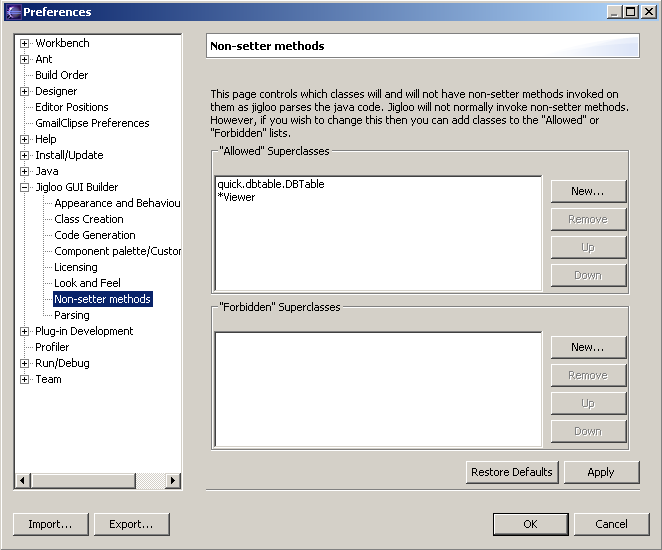 Preferences
Workbench
Ant
Build Order
Designer
Editor Positions
GmailClipse Preferences
Help
Install/Update
Java
Jigloo GUI Builder
Appearance and Behaviou
Class Creation
Code Generation
Component palette/Custor
Licensing
Look and Feel
Non-setter methods
Parsing
Plug-in Development
Profiler
Run/Debug
Team
Non-setter methods
This page controls which classes will and will not have non-setter methods invoked on
them as jigloo parses the java code. Jigloo will not normally invoke non-setter methods.
However, if you wish to change this then you can add classes to the "Allowed" or
"Forbidden" lists.
"Allowed" Superclasses
quick.dbtable.DBTable
*Viewer
New...
Remove
Up
Down
"Forbidden" Superclasses
New...
Remove
Up
Down
Restore Defaults
Apply
Import...
Export...
OK
Cancel